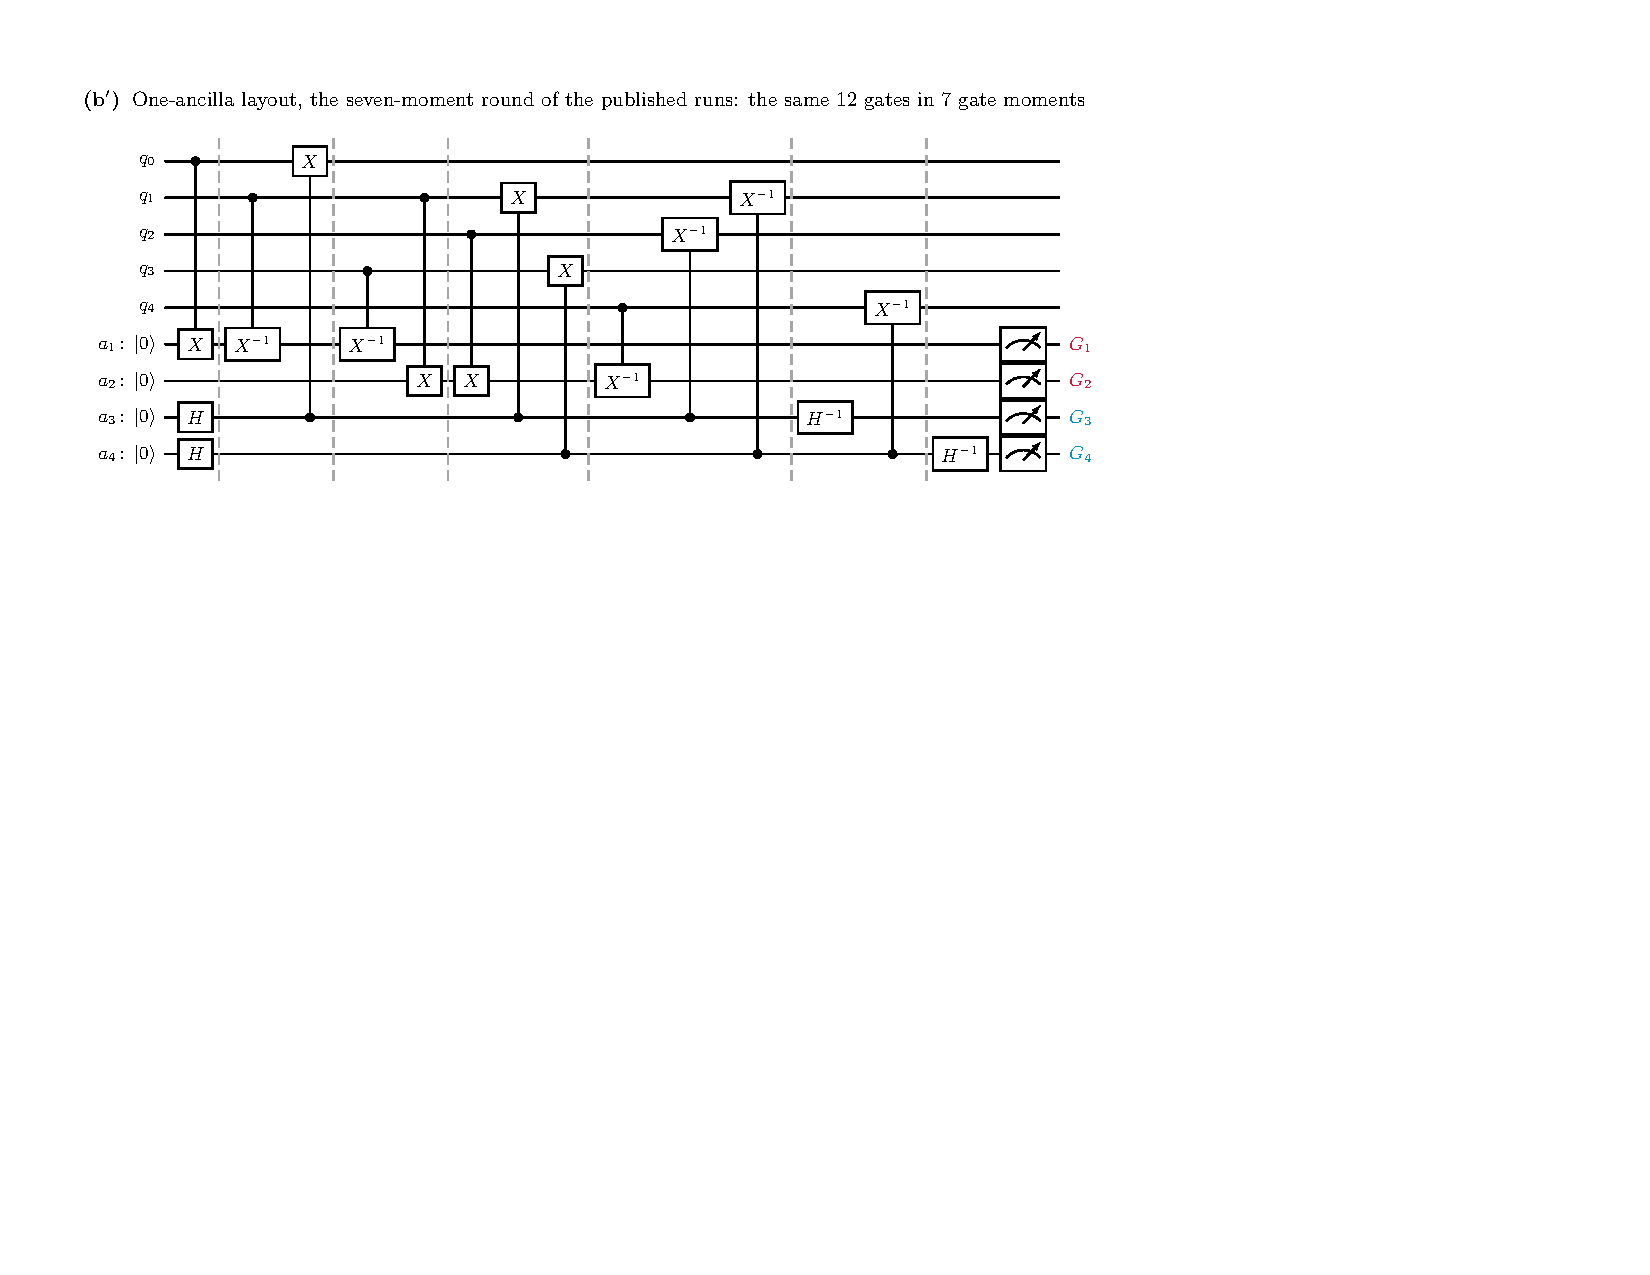 (b′) One-ancilla layout, the seven-moment round of the published runs: the same 12 gates in 7 gate moments
q₀ X
q₁ X X⁻¹
q₂ X⁻¹
q₃ X
q₄ X⁻¹
a₁: |0⟩ X X⁻¹ X⁻¹ G₁
a₂: |0⟩ X X X⁻¹ G₂
a₃: |0⟩ H H⁻¹ G₃
a₄: |0⟩ H H⁻¹ G₄